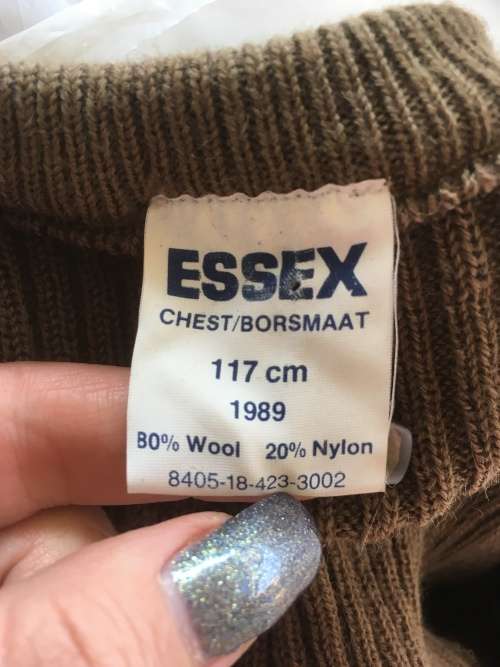 ESSEX
CHEST/BORSMAAT
117 cm
1989
80% Wool 20% Nylon
8405-18-423-3002